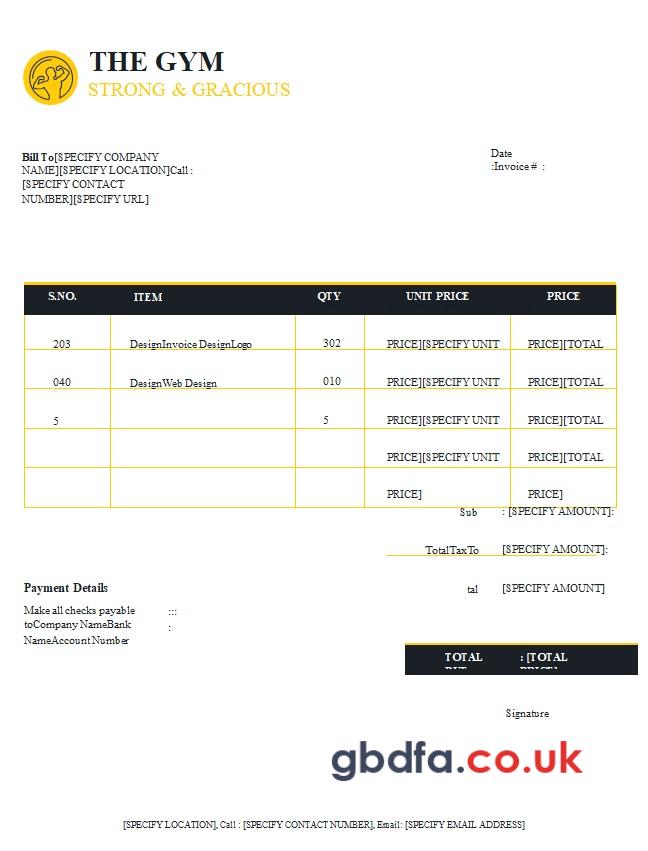 THE GYM
STRONG & GRACIOUS
Bill To[SPECIFY COMPANY
NAME][SPECIFY LOCATION]Call :
[SPECIFY CONTACT
NUMBER][SPECIFY URL]
Date
:Invoice # :
S.NO. ITEM QTY UNIT PRICE PRICE
203 DesignInvoice DesignLogo 302 PRICE][SPECIFY UNIT PRICE][TOTAL
040 DesignWeb Design 010 PRICE][SPECIFY UNIT PRICE][TOTAL
5 5 PRICE][SPECIFY UNIT PRICE][TOTAL
PRICE][SPECIFY UNIT PRICE][TOTAL
PRICE] PRICE]
Sub : [SPECIFY AMOUNT]:
TotalTaxTo [SPECIFY AMOUNT]:
tal [SPECIFY AMOUNT]
Payment Details
Make all checks payable :::
toCompany NameBank :
NameAccount Number
TOTAL : [TOTAL
Signature
gbdfa.co.uk
[SPECIFY LOCATION], Call : [SPECIFY CONTACT NUMBER], Email: [SPECIFY EMAIL ADDRESS]